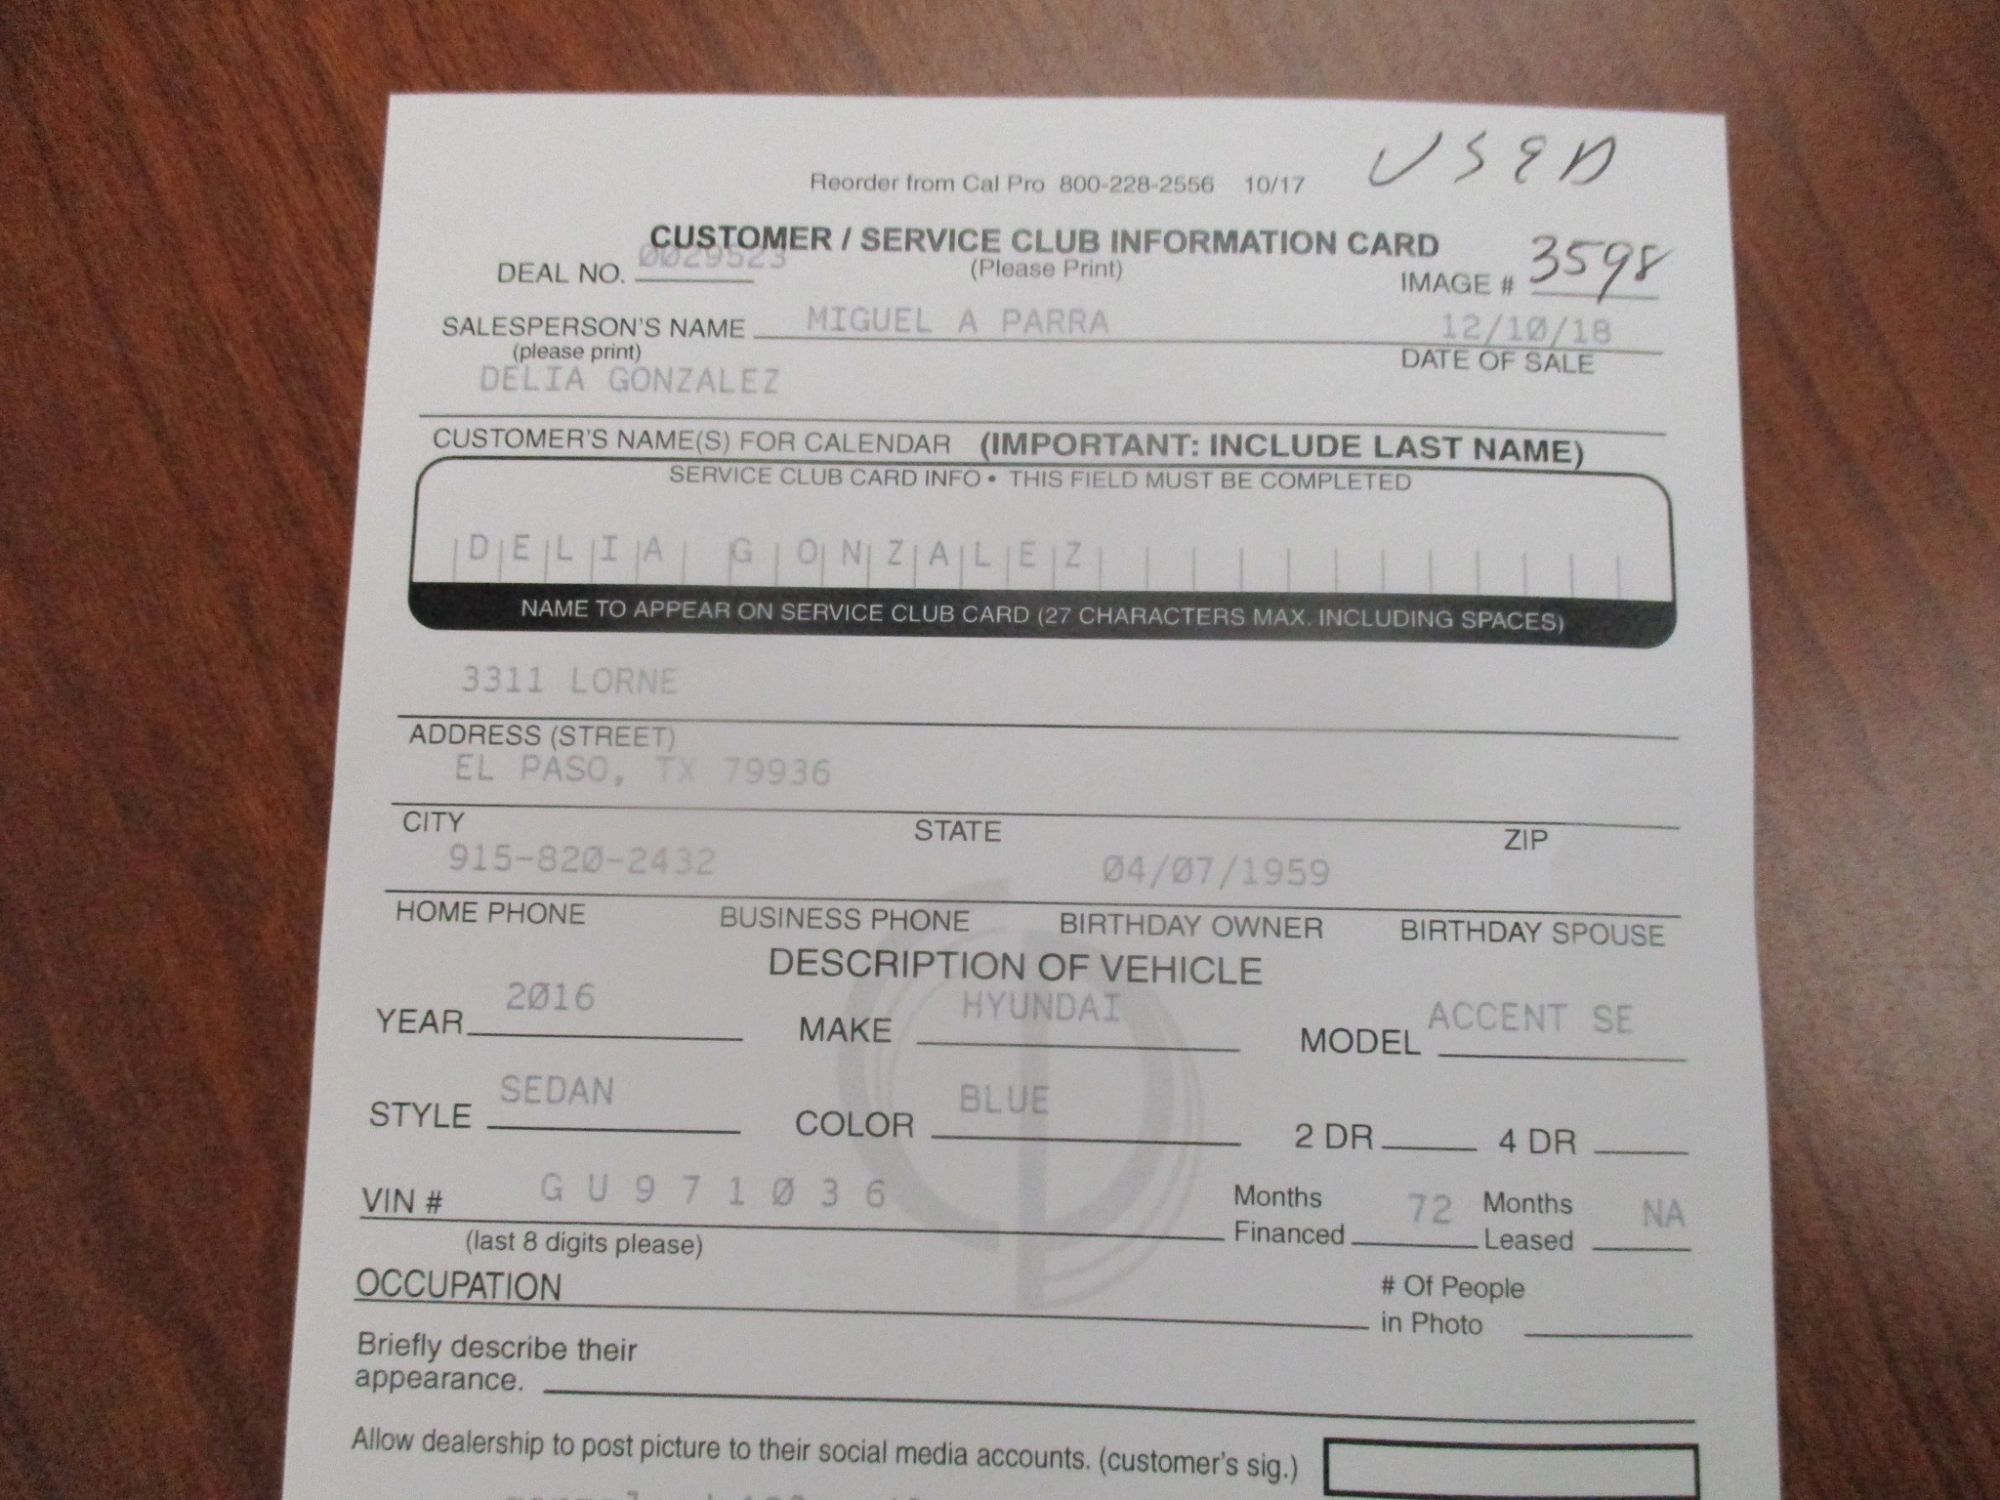 USED
Reorder from Cal Pro 800-228-2556 10/17
CUSTOMER / SERVICE CLUB INFORMATION CARD
DEAL NO. 0029523 (Please Print) IMAGE # 3598
SALESPERSON'S NAME MIGUEL A PARRA 12/10/18
(please print) DATE OF SALE
DELIA GONZALEZ
CUSTOMER'S NAME(S) FOR CALENDAR (IMPORTANT: INCLUDE LAST NAME)
SERVICE CLUB CARD INFO • THIS FIELD MUST BE COMPLETED
DELIA GONZALEZ
NAME TO APPEAR ON SERVICE CLUB CARD (27 CHARACTERS MAX. INCLUDING SPACES)
3311 LORNE
ADDRESS (STREET)
EL PASO, TX 79936
CITY STATE ZIP
915-820-2432 04/07/1959
HOME PHONE BUSINESS PHONE BIRTHDAY OWNER BIRTHDAY SPOUSE
DESCRIPTION OF VEHICLE
YEAR 2016 MAKE HYUNDAI MODEL ACCENT SE
STYLE SEDAN COLOR BLUE 2 DR 4 DR
VIN # G U 9 7 1 0 3 6 Months Financed 72 Months Leased NA
(last 8 digits please)
OCCUPATION # Of People in Photo
Briefly describe their
appearance.
Allow dealership to post picture to their social media accounts. (customer's sig.)